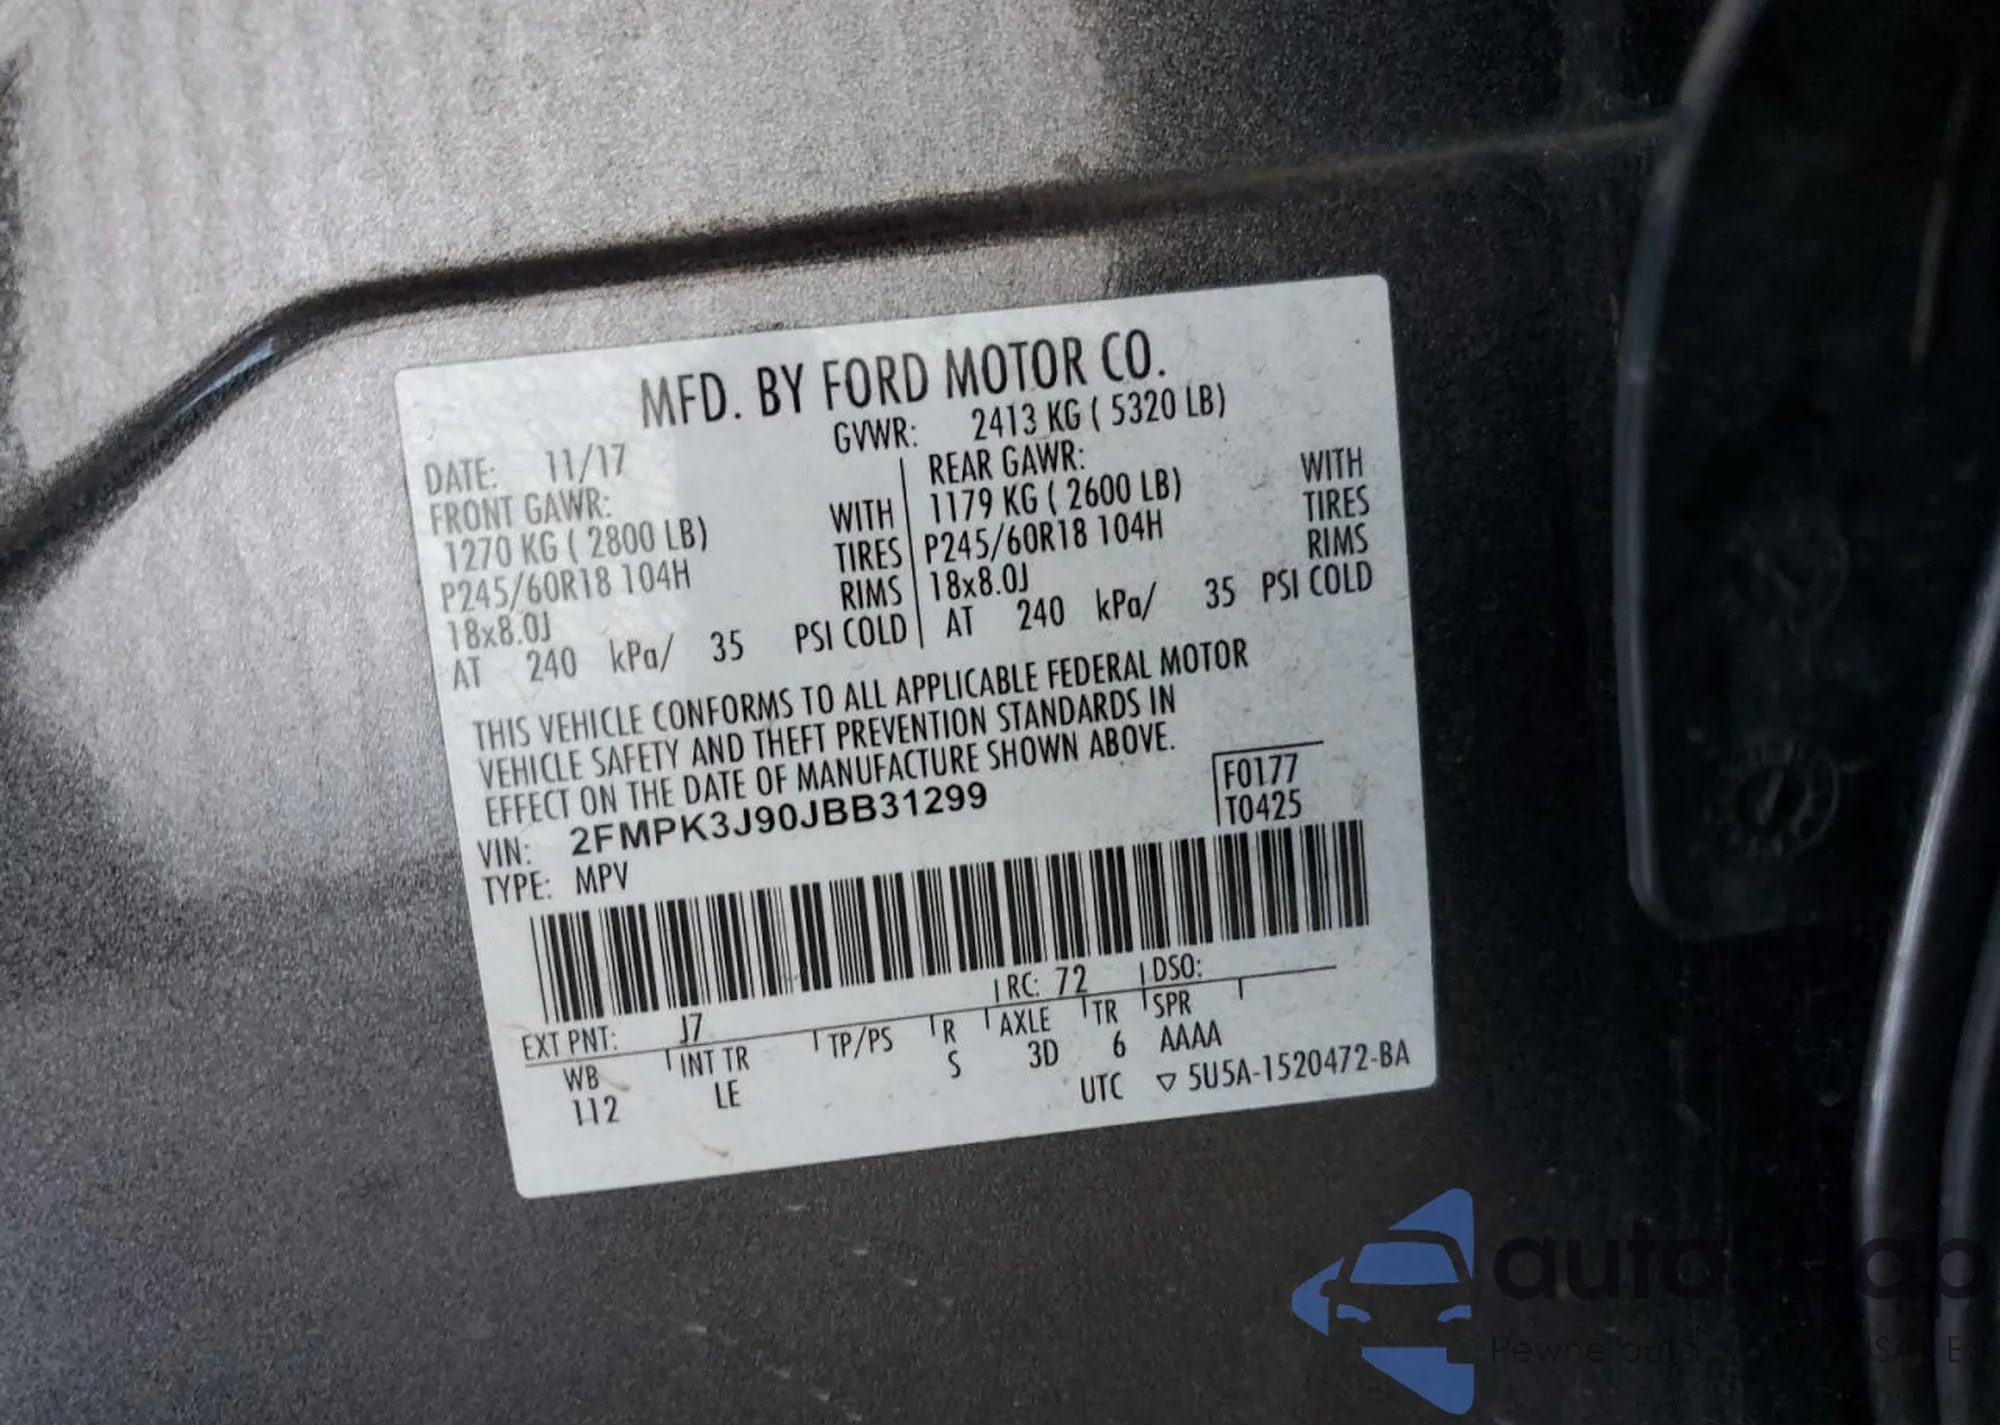 MFD. BY FORD MOTOR CO.
DATE: 11/17 GVWR: 2413 KG ( 5320 LB)
FRONT GAWR: REAR GAWR:
1270 KG ( 2800 LB) WITH 1179 KG ( 2600 LB) WITH
P245/60R18 104H TIRES P245/60R18 104H TIRES
18x8.0J RIMS 18x8.0J RIMS
AT 240 kPa/ 35 PSI COLD AT 240 kPa/ 35 PSI COLD
THIS VEHICLE CONFORMS TO ALL APPLICABLE FEDERAL MOTOR
VEHICLE SAFETY AND THEFT PREVENTION STANDARDS IN
EFFECT ON THE DATE OF MANUFACTURE SHOWN ABOVE.
VIN: 2FMPK3J90JBB31299 F0177
TYPE: MPV T0425
EXT PNT: J7 RC: 72 DSO:
WB INT TR TP/PS R AXLE TR SPR
112 LE S 3D 6 AAAA
UTC ▽ 5U5A-1520472-BA
Pewne auto